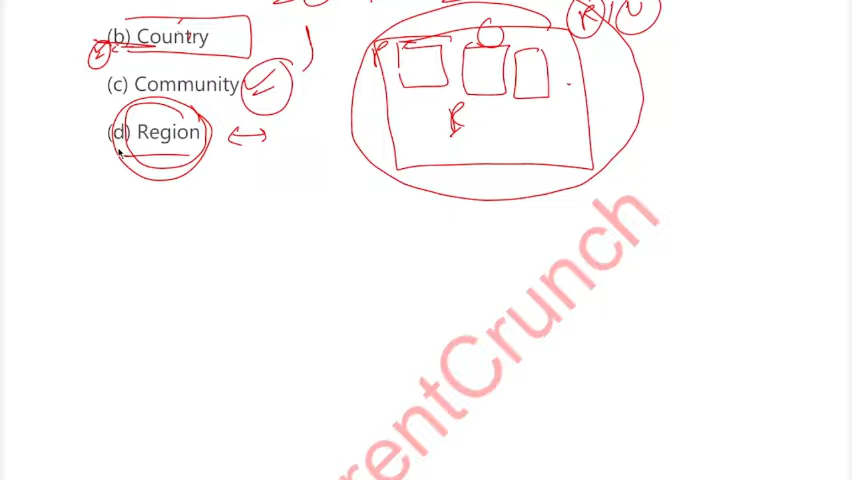 (b) Country
(c) Community
(d) Region
R
R
R
rentCrunch